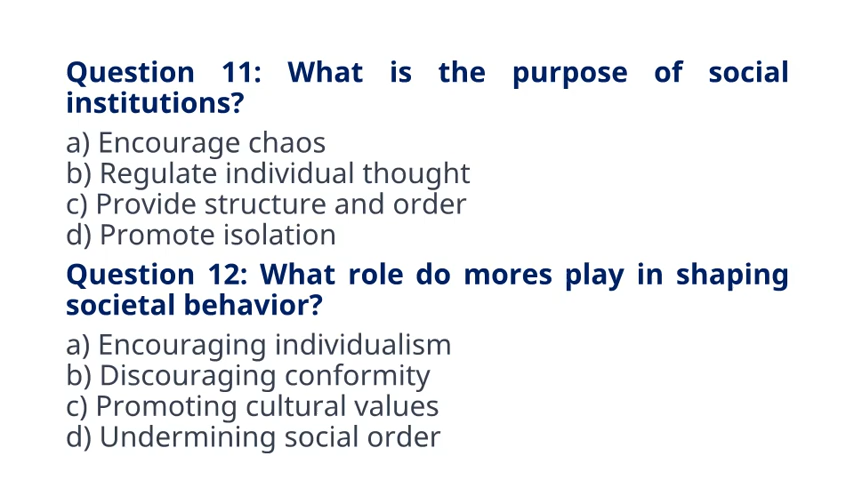 Question 11: What is the purpose of social
institutions?
a) Encourage chaos
b) Regulate individual thought
c) Provide structure and order
d) Promote isolation
Question 12: What role do mores play in shaping
societal behavior?
a) Encouraging individualism
b) Discouraging conformity
c) Promoting cultural values
d) Undermining social order